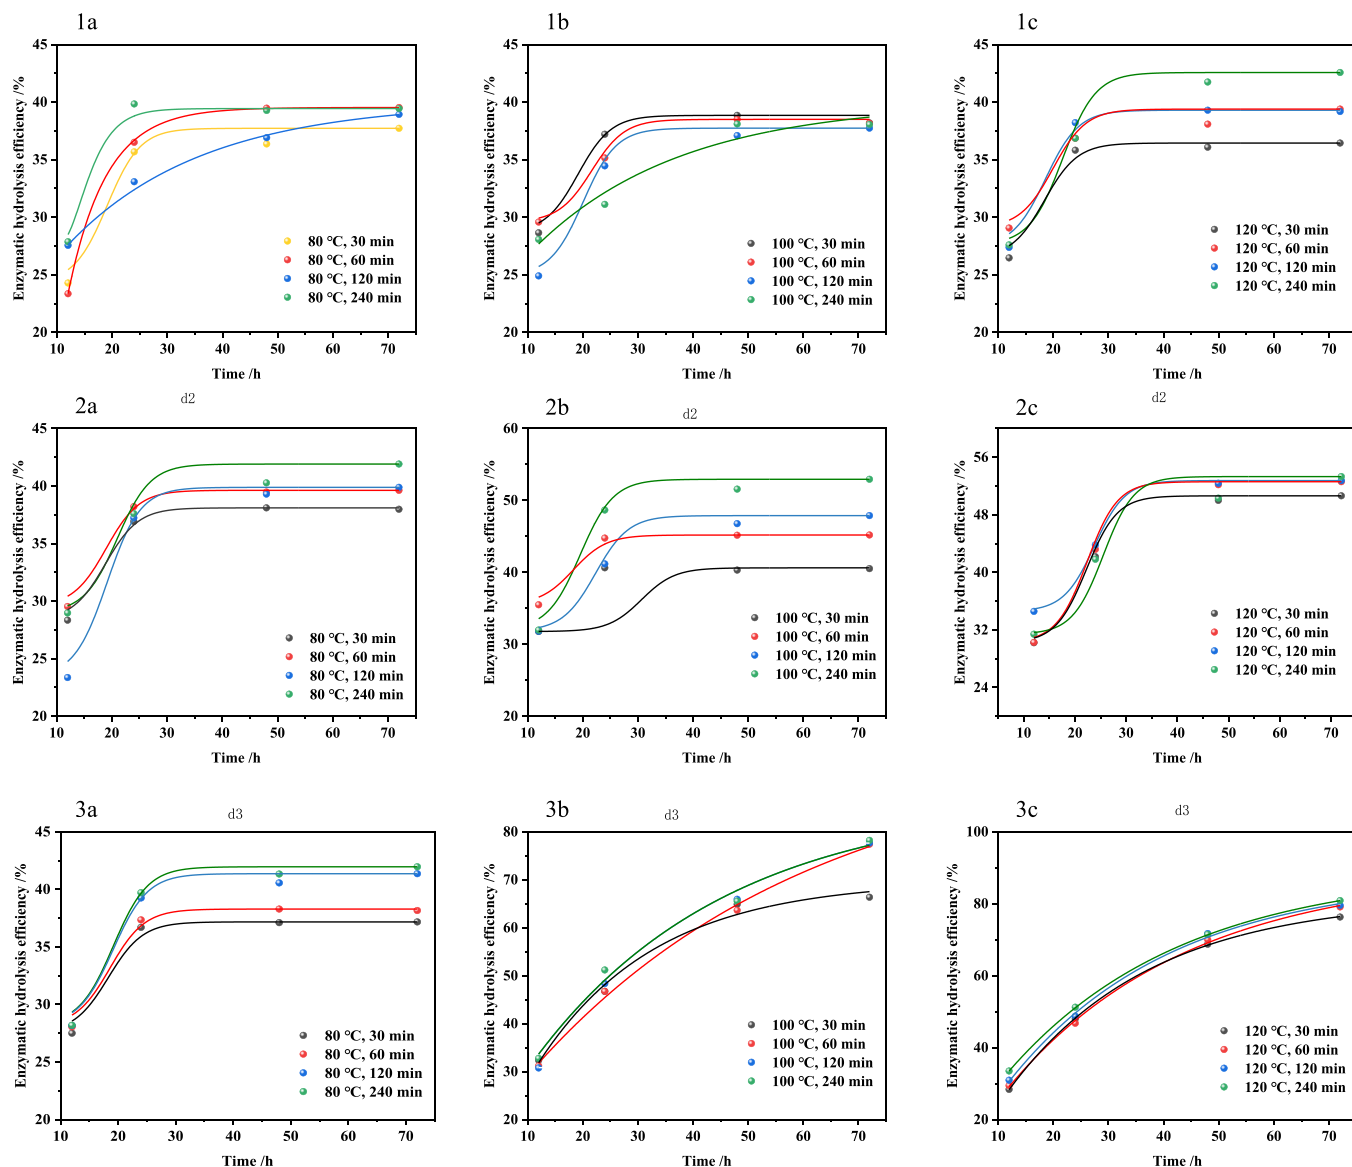 1a
Enzymatic hydrolysis efficiency /%
45
40
35
30
25
20
80 ℃, 30 min
80 ℃, 60 min
80 ℃, 120 min
80 ℃, 240 min
10 20 30 40 50 60 70
Time /h
1b
Enzymatic hydrolysis efficiency /%
45
40
35
30
25
20
100 ℃, 30 min
100 ℃, 60 min
100 ℃, 120 min
100 ℃, 240 min
10 20 30 40 50 60 70
Time /h
1c
Enzymatic hydrolysis efficiency /%
45
40
35
30
25
20
120 ℃, 30 min
120 ℃, 60 min
120 ℃, 120 min
120 ℃, 240 min
10 20 30 40 50 60 70
Time /h
2a
d2
Enzymatic hydrolysis efficiency /%
45
40
35
30
25
20
80 ℃, 30 min
80 ℃, 60 min
80 ℃, 120 min
80 ℃, 240 min
10 20 30 40 50 60 70
Time /h
2b
d2
Enzymatic hydrolysis efficiency /%
60
50
40
30
20
100 ℃, 30 min
100 ℃, 60 min
100 ℃, 120 min
100 ℃, 240 min
10 20 30 40 50 60 70
Time /h
2c
d2
Enzymatic hydrolysis efficiency /%
56
48
40
32
24
120 ℃, 30 min
120 ℃, 60 min
120 ℃, 120 min
120 ℃, 240 min
10 20 30 40 50 60 70
Time /h
3a
d3
Enzymatic hydrolysis efficiency /%
45
40
35
30
25
20
80 ℃, 30 min
80 ℃, 60 min
80 ℃, 120 min
80 ℃, 240 min
10 20 30 40 50 60 70
Time /h
3b
d3
Enzymatic hydrolysis efficiency /%
80
70
60
50
40
30
20
100 ℃, 30 min
100 ℃, 60 min
100 ℃, 120 min
100 ℃, 240 min
10 20 30 40 50 60 70
Time /h
3c
d3
Enzymatic hydrolysis efficiency /%
100
80
60
40
20
120 ℃, 30 min
120 ℃, 60 min
120 ℃, 120 min
120 ℃, 240 min
10 20 30 40 50 60 70
Time /h